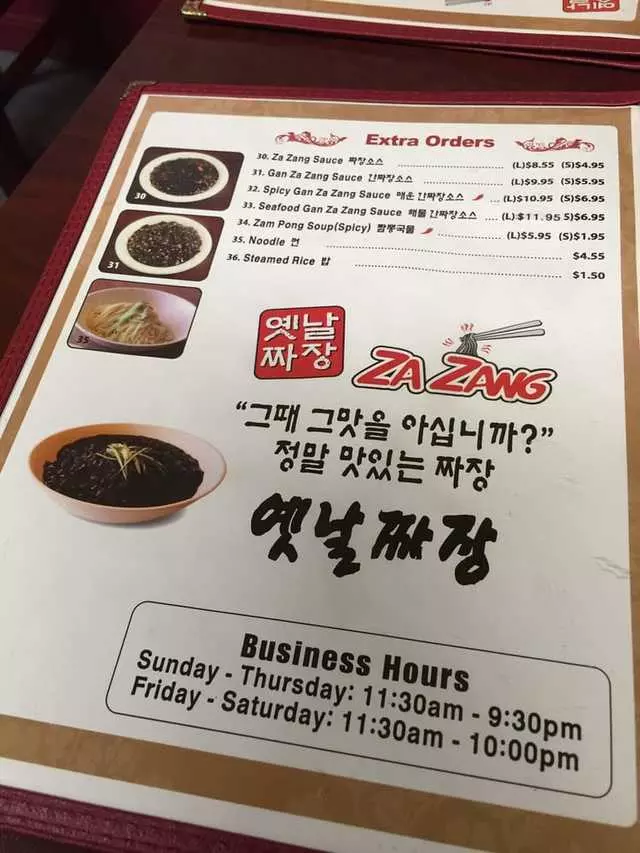 Extra Orders
30. Za Zang Sauce 짜장소스 (L)$8.55 (S)$4.95
31. Gan Za Zang Sauce 간짜장소스 (L)$9.95 (S)$5.95
32. Spicy Gan Za Zang Sauce 매운 간짜장소스 (L)$10.95 (S)$6.95
33. Seafood Gan Za Zang Sauce 해물 간짜장소스 (L)$11.95 S)$6.95
34. Zam Pong Soup(Spicy) 짬뽕국물 (L)$5.95 (S)$1.95
35. Noodle 면 $4.55
36. Steamed Rice 밥 $1.50
30
31
35
옛날
짜장
ZA ZANG
“그때 그맛을 아십니까?”
정말 맛있는 짜장
옛날짜장
Business Hours
Sunday - Thursday: 11:30am - 9:30pm
Friday - Saturday: 11:30am - 10:00pm